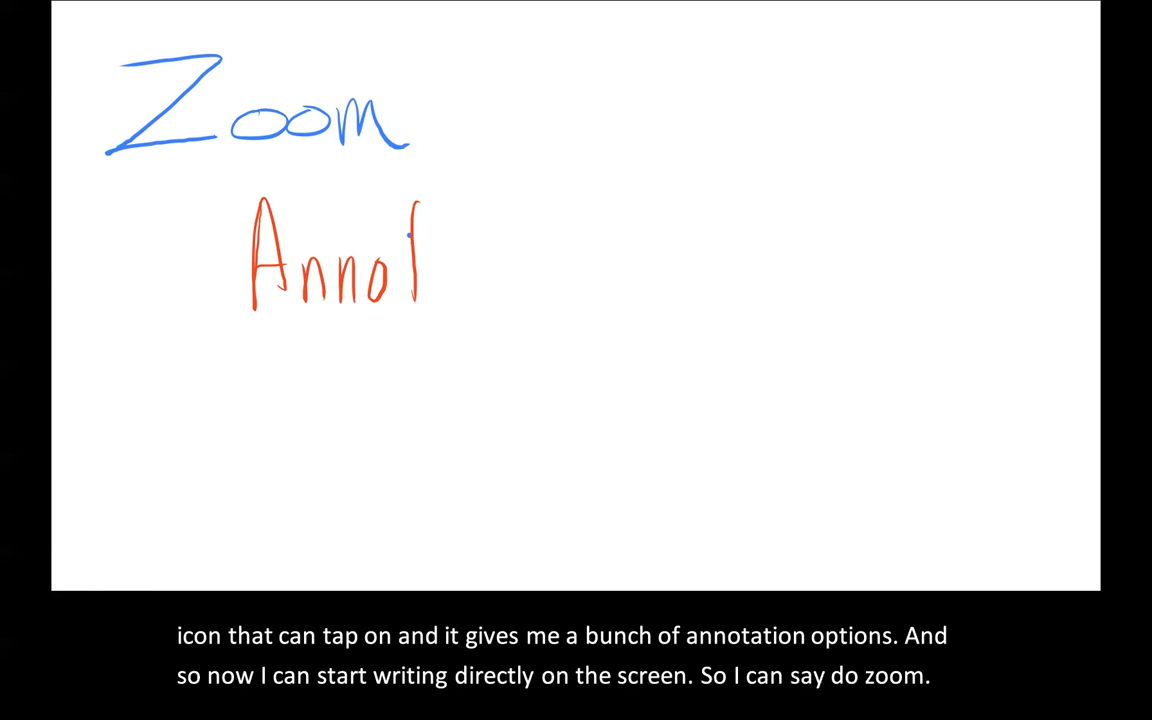 Zoom
Annot
icon that can tap on and it gives me a bunch of annotation options. And
so now I can start writing directly on the screen. So I can say do zoom.